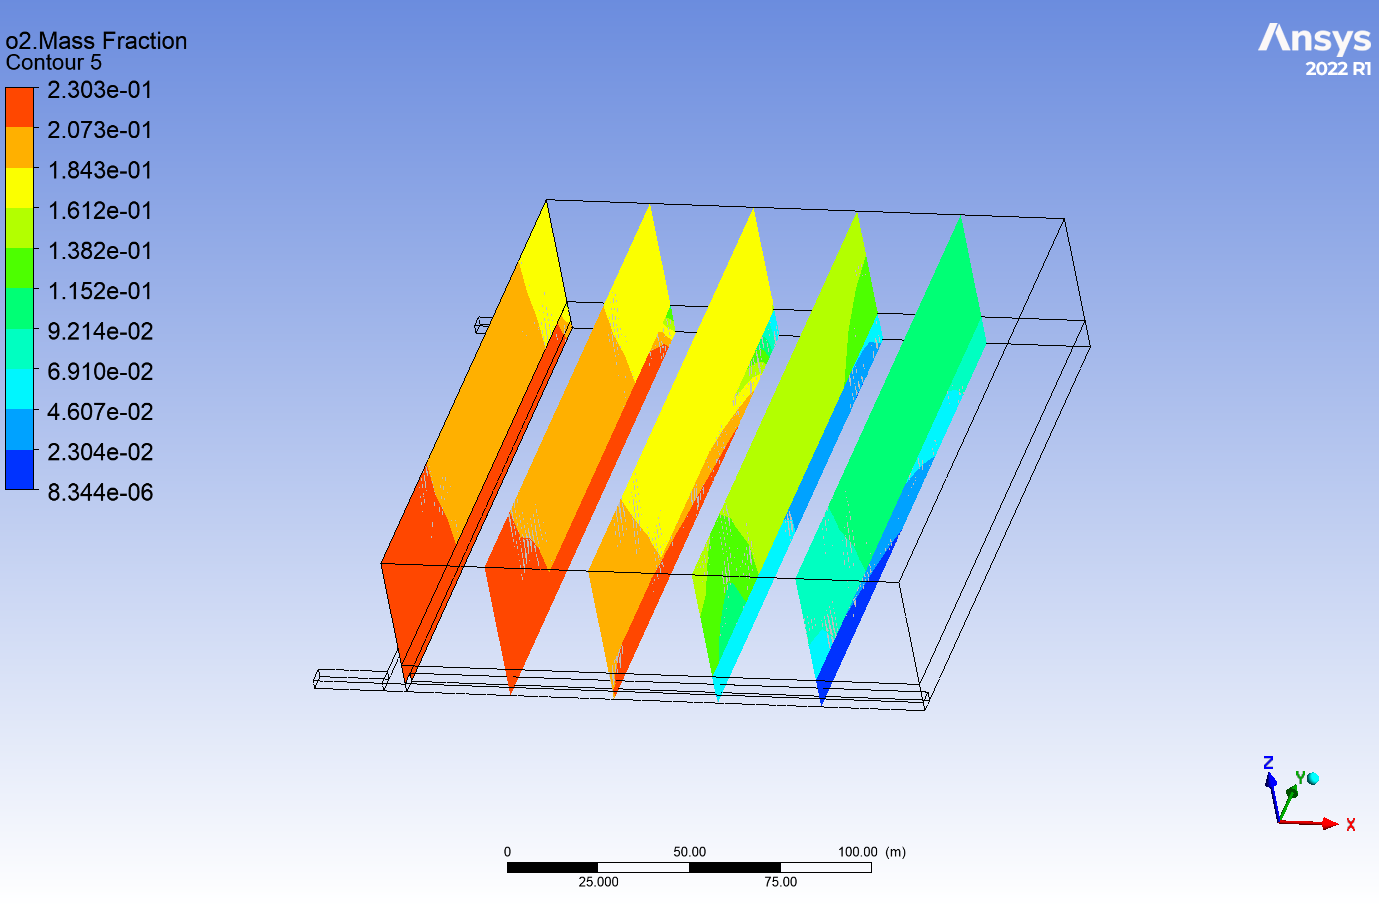 o2.Mass Fraction
Contour 5
2.303e-01
2.073e-01
1.843e-01
1.612e-01
1.382e-01
1.152e-01
9.214e-02
6.910e-02
4.607e-02
2.304e-02
8.344e-06
Ansys
2022 R1
Z
Y
X
0 50.00 100.00 (m)
25.000 75.00